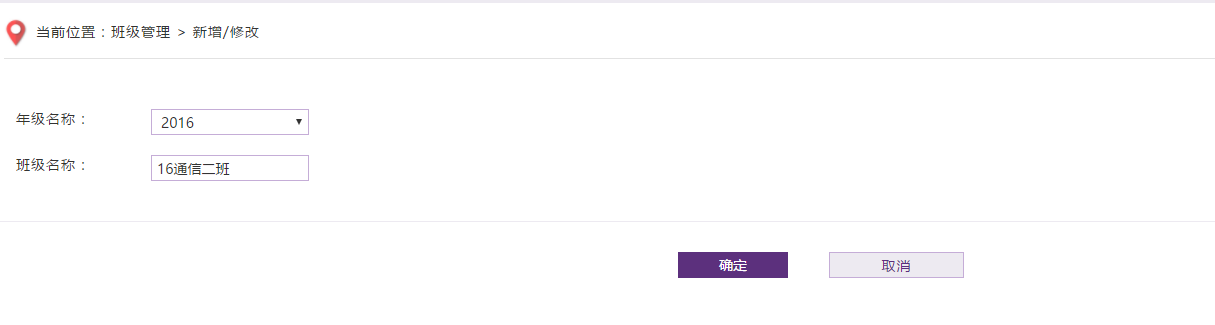 当前位置：班级管理 > 新增/修改
年级名称： 2016
班级名称： 16通信二班
确定 取消